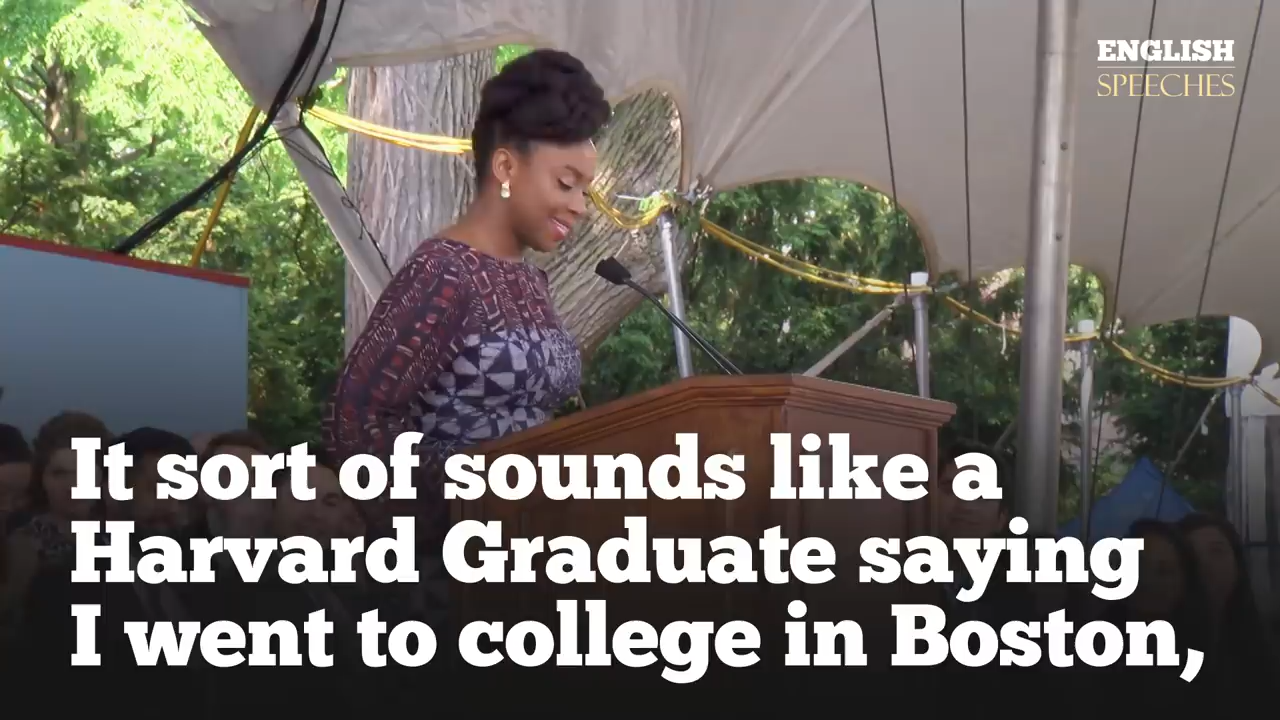 ENGLISH
SPEECHES
It sort of sounds like a
Harvard Graduate saying
I went to college in Boston,